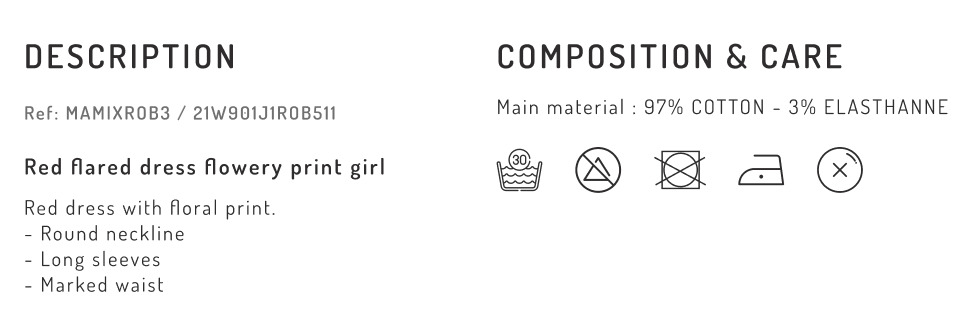 DESCRIPTION
Ref: MAMIXROB3 / 21W901J1ROB511
Red flared dress flowery print girl
Red dress with floral print.
- Round neckline
- Long sleeves
- Marked waist
COMPOSITION & CARE
Main material : 97% COTTON - 3% ELASTHANNE
30